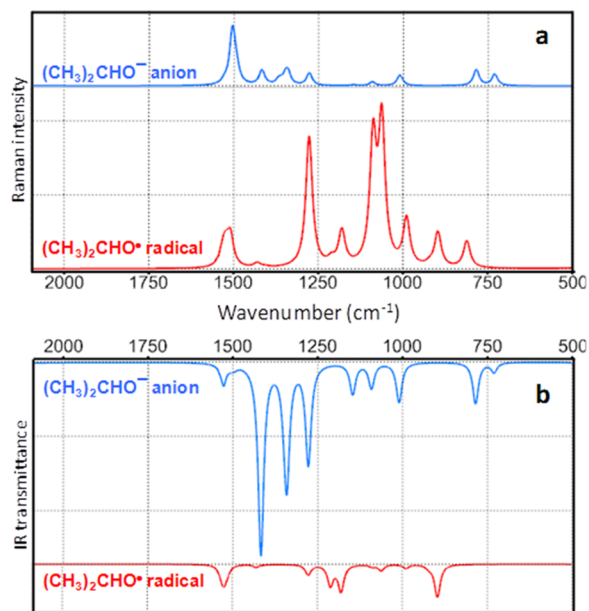 a
(CH₃)₂CHO⁻ anion
Raman intensity
(CH₃)₂CHO• radical
2000 1750 1500 1250 1000 750 500
Wavenumber (cm⁻¹)
2000 1750 1500 1250 1000 750 500
(CH₃)₂CHO⁻ anion
b
IR transmittance
(CH₃)₂CHO• radical